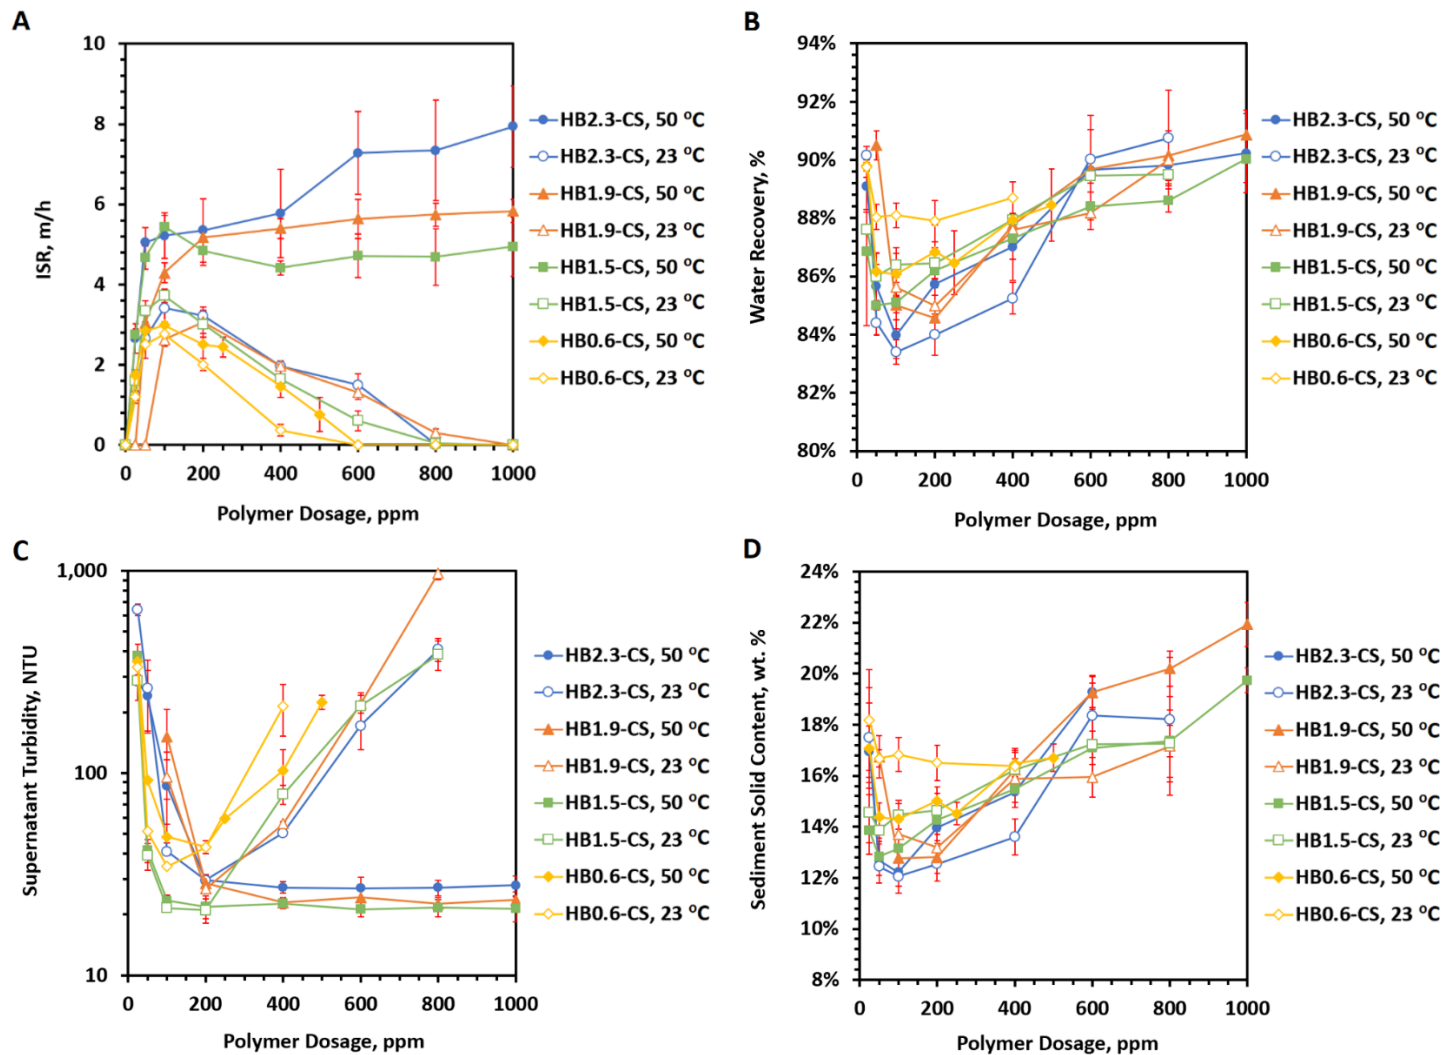 A
ISR, m/h
10
8
6
4
2
0
0 200 400 600 800 1000
Polymer Dosage, ppm
HB2.3-CS, 50 °C
HB2.3-CS, 23 °C
HB1.9-CS, 50 °C
HB1.9-CS, 23 °C
HB1.5-CS, 50 °C
HB1.5-CS, 23 °C
HB0.6-CS, 50 °C
HB0.6-CS, 23 °C
B
Water Recovery, %
94%
92%
90%
88%
86%
84%
82%
80%
0 200 400 600 800 1000
Polymer Dosage, ppm
HB2.3-CS, 50 °C
HB2.3-CS, 23 °C
HB1.9-CS, 50 °C
HB1.9-CS, 23 °C
HB1.5-CS, 50 °C
HB1.5-CS, 23 °C
HB0.6-CS, 50 °C
HB0.6-CS, 23 °C
C
Supernatant Turbidity, NTU
1,000
100
10
0 200 400 600 800 1000
Polymer Dosage, ppm
HB2.3-CS, 50 °C
HB2.3-CS, 23 °C
HB1.9-CS, 50 °C
HB1.9-CS, 23 °C
HB1.5-CS, 50 °C
HB1.5-CS, 23 °C
HB0.6-CS, 50 °C
HB0.6-CS, 23 °C
D
Sediment Solid Content, wt. %
24%
22%
20%
18%
16%
14%
12%
10%
8%
0 200 400 600 800 1000
Polymer Dosage, ppm
HB2.3-CS, 50 °C
HB2.3-CS, 23 °C
HB1.9-CS, 50 °C
HB1.9-CS, 23 °C
HB1.5-CS, 50 °C
HB1.5-CS, 23 °C
HB0.6-CS, 50 °C
HB0.6-CS, 23 °C